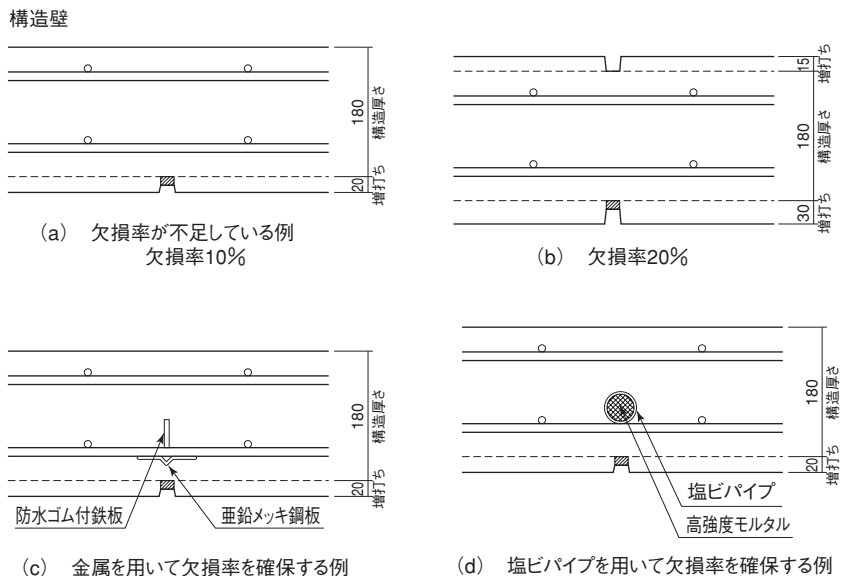 構造壁
180
構造厚さ
20
増打ち
(a) 欠損率が不足している例
欠損率10%
15
増打ち
180
構造厚さ
30
増打ち
(b) 欠損率20%
180
構造厚さ
20
増打ち
防水ゴム付鉄板
亜鉛メッキ鋼板
(c) 金属を用いて欠損率を確保する例
180
構造厚さ
20
増打ち
塩ビパイプ
高強度モルタル
(d) 塩ビパイプを用いて欠損率を確保する例